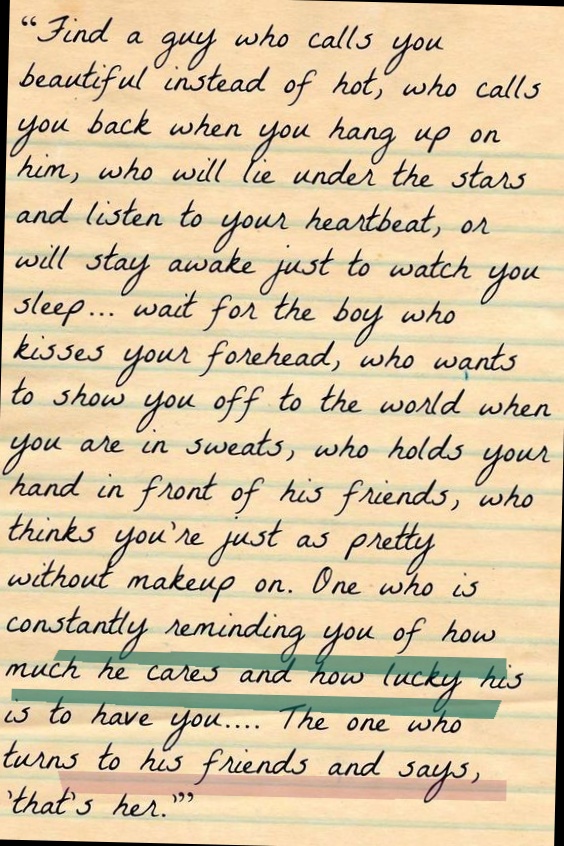 “Find a guy who calls you
beautiful instead of hot, who calls
you back when you hang up on
him, who will lie under the stars
and listen to your heartbeat, or
will stay awake just to watch you
sleep... wait for the boy who
kisses your forehead, who wants
to show you off to the world when
you are in sweats, who holds your
hand in front of his friends, who
thinks you're just as pretty
without makeup on. One who is
constantly reminding you of how
much he cares and how lucky his
is to have you.... The one who
turns to his friends and says,
'that's her.'”